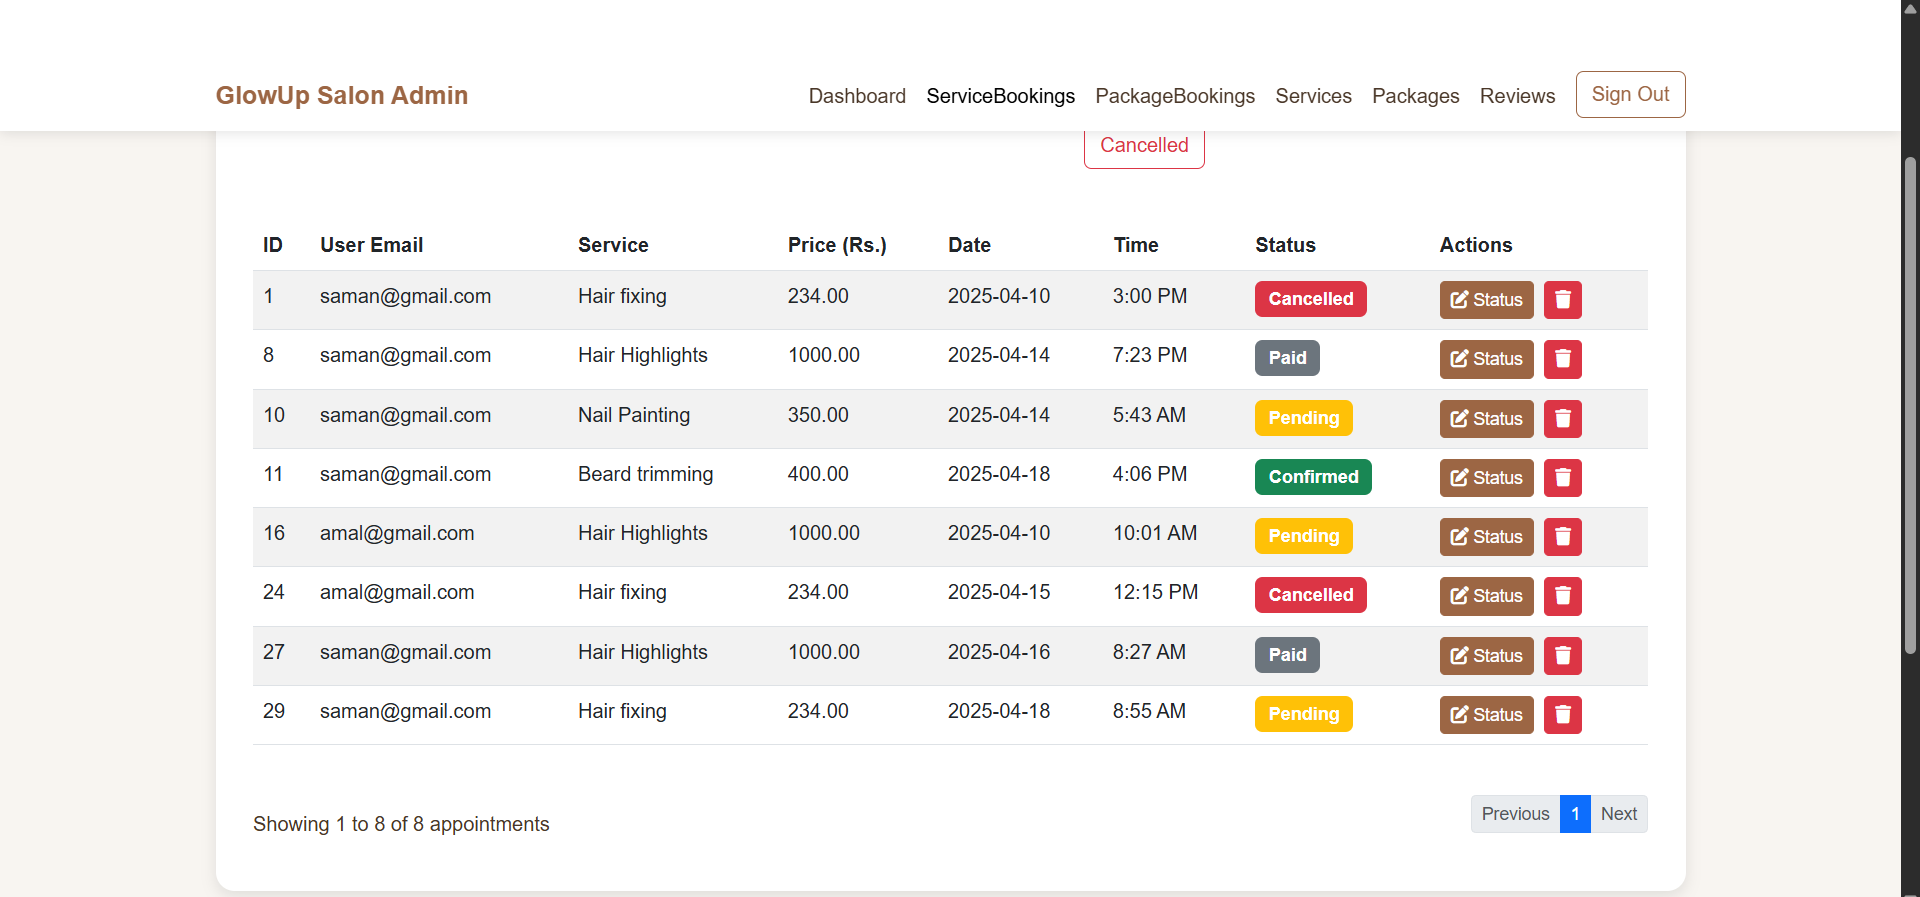 GlowUp Salon Admin Dashboard ServiceBookings PackageBookings Services Packages Reviews Sign Out
Cancelled
ID User Email Service Price (Rs.) Date Time Status Actions
1 saman@gmail.com Hair fixing 234.00 2025-04-10 3:00 PM Cancelled Status
8 saman@gmail.com Hair Highlights 1000.00 2025-04-14 7:23 PM Paid Status
10 saman@gmail.com Nail Painting 350.00 2025-04-14 5:43 AM Pending Status
11 saman@gmail.com Beard trimming 400.00 2025-04-18 4:06 PM Confirmed Status
16 amal@gmail.com Hair Highlights 1000.00 2025-04-10 10:01 AM Pending Status
24 amal@gmail.com Hair fixing 234.00 2025-04-15 12:15 PM Cancelled Status
27 saman@gmail.com Hair Highlights 1000.00 2025-04-16 8:27 AM Paid Status
29 saman@gmail.com Hair fixing 234.00 2025-04-18 8:55 AM Pending Status
Showing 1 to 8 of 8 appointments Previous 1 Next